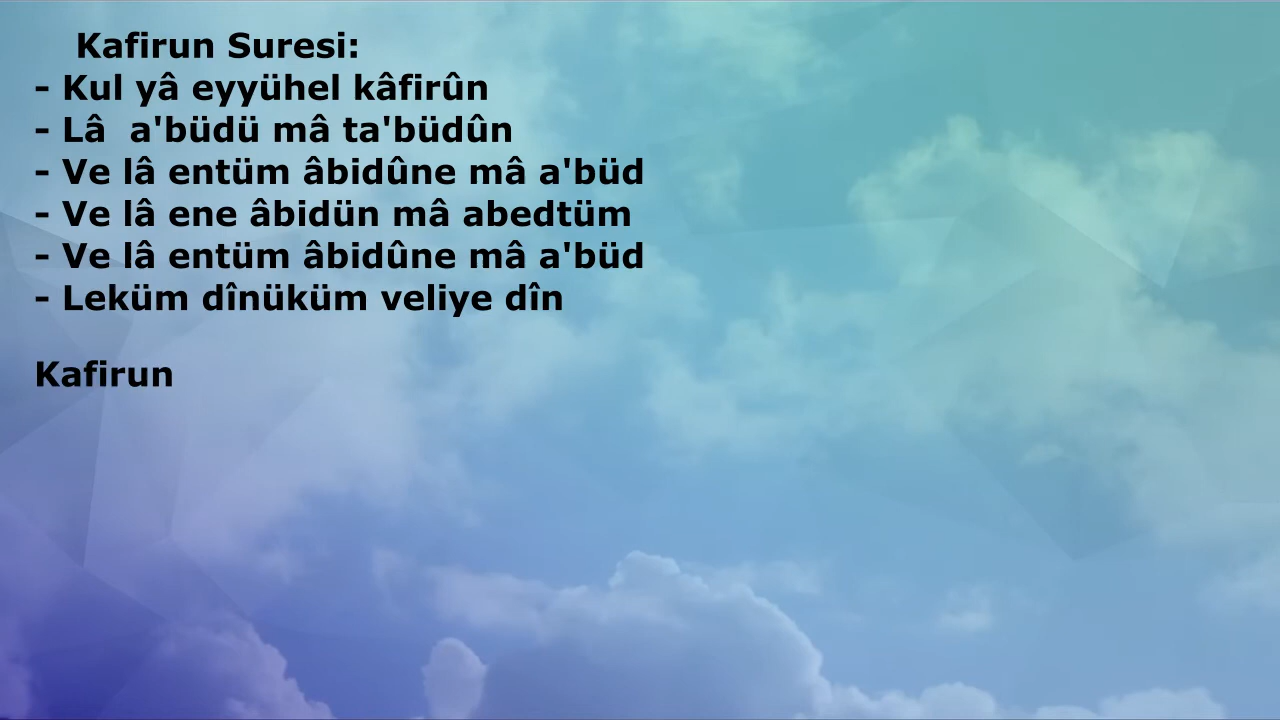 Kafirun Suresi:
- Kul yâ eyyühel kâfirûn
- Lâ  a'büdü mâ ta'büdûn
- Ve lâ entüm âbidûne mâ a'büd
- Ve lâ ene âbidün mâ abedtüm
- Ve lâ entüm âbidûne mâ a'büd
- Leküm dînüküm veliye dîn
Kafirun